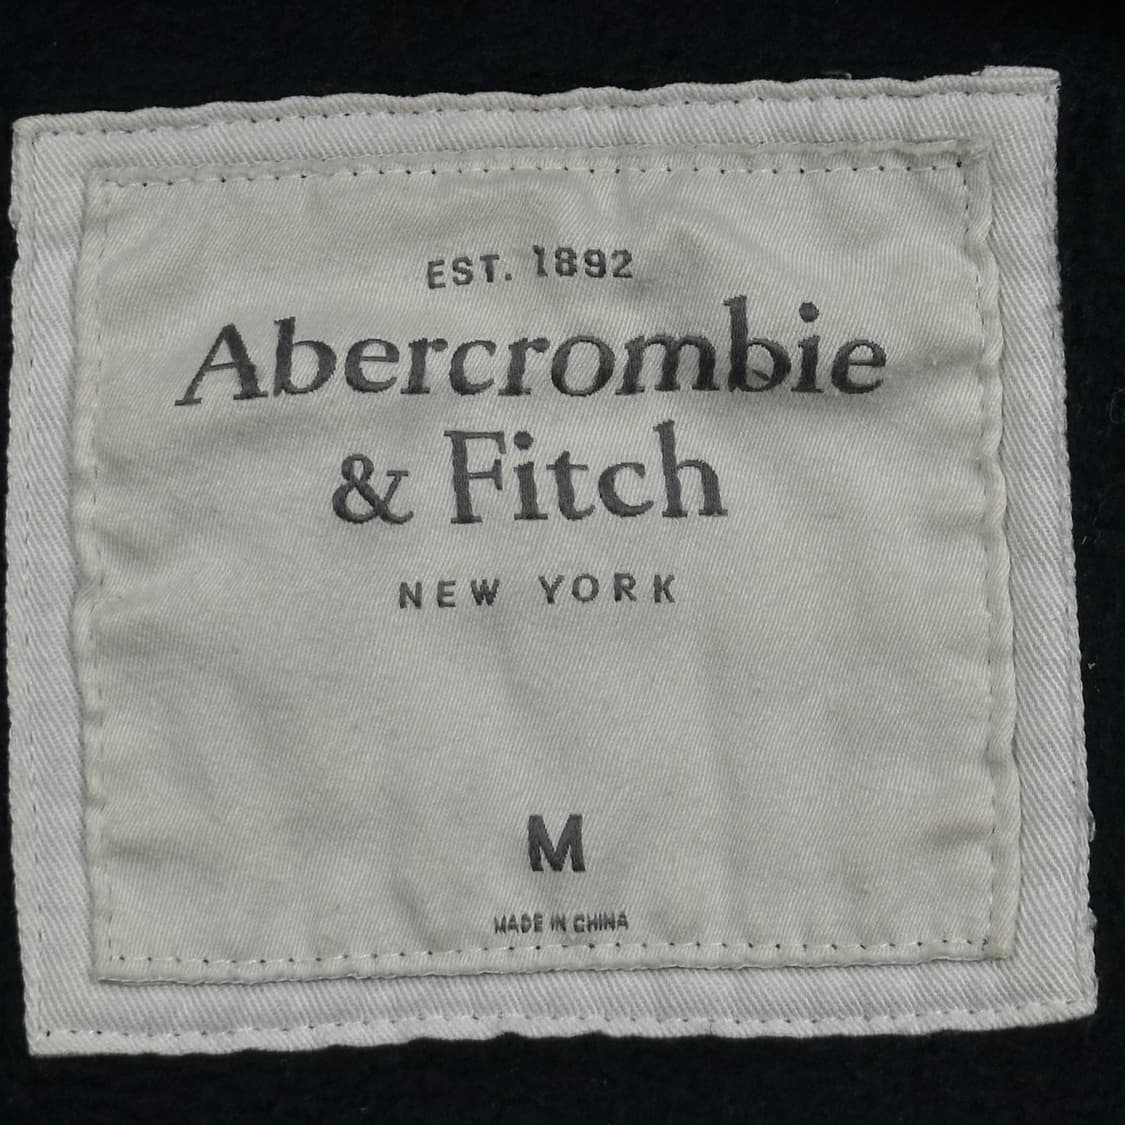 EST. 1892
Abercrombie
& Fitch
NEW YORK
M
MADE IN CHINA